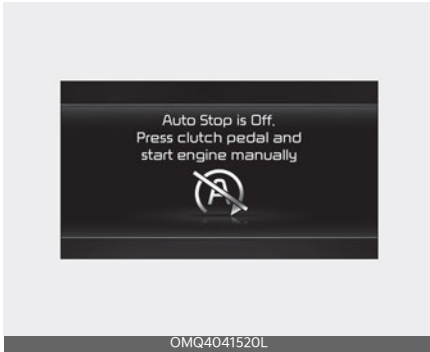 Auto Stop is Off.
Press clutch pedal and
start engine manually
A
OMQ4041520L